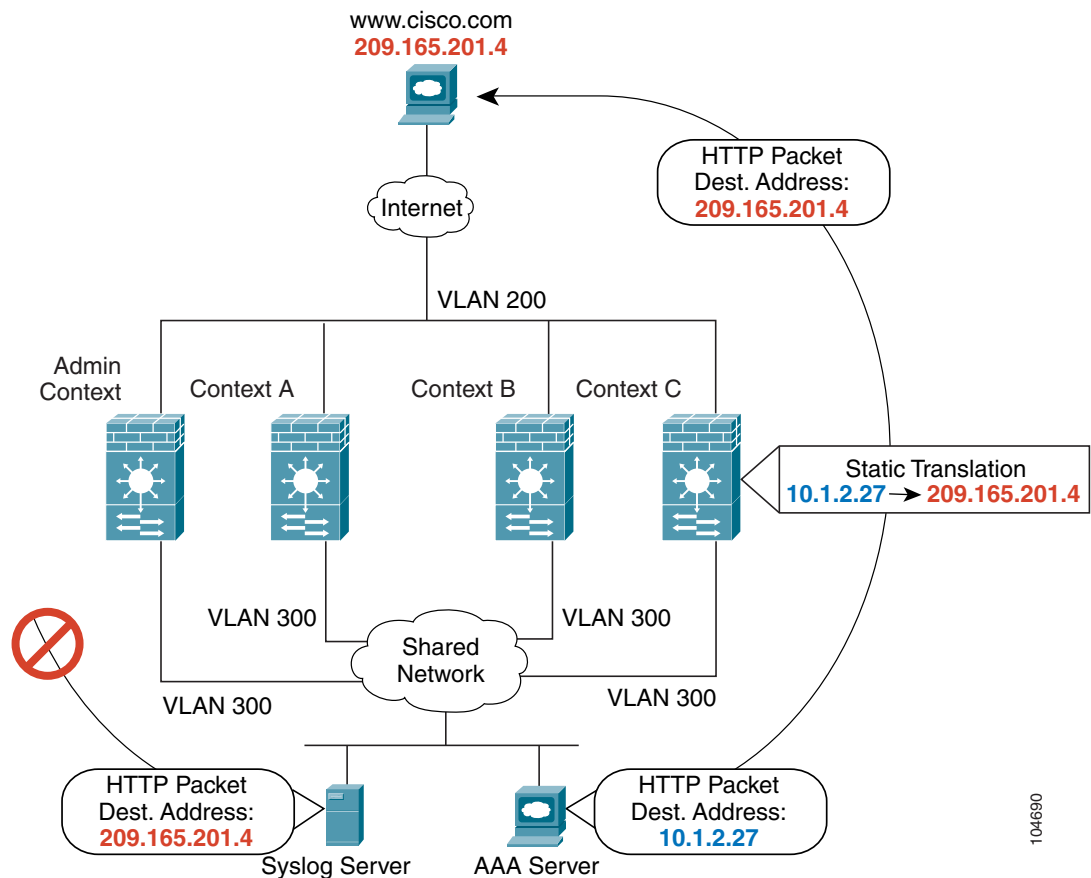 www.cisco.com
209.165.201.4
HTTP Packet
Dest. Address:
209.165.201.4
Internet
VLAN 200
Admin
Context
Context A
Context B
Context C
Static Translation
10.1.2.27 209.165.201.4
VLAN 300
VLAN 300
Shared
Network
VLAN 300
VLAN 300
HTTP Packet
Dest. Address:
209.165.201.4
HTTP Packet
Dest. Address:
10.1.2.27
Syslog Server
AAA Server
104690